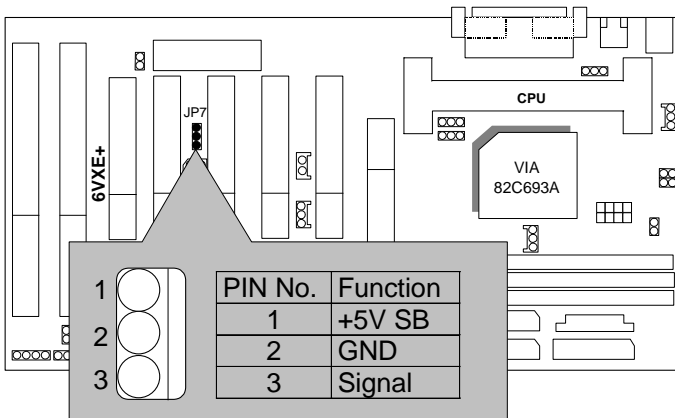 JP7
CPU
6VXE+
VIA
82C693A
1
2
3
PIN No. Function
1 +5V SB
2 GND
3 Signal